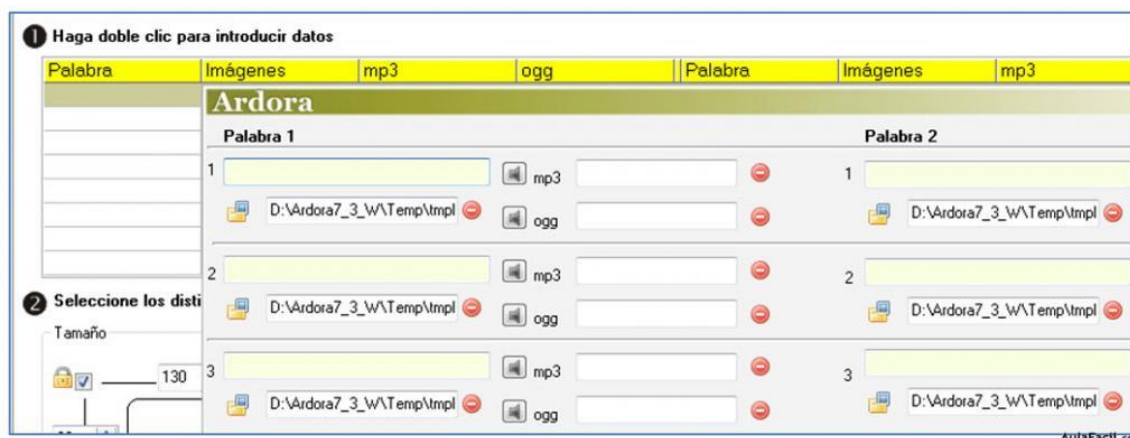 1 Haga doble clic para introducir datos
Palabra Imágenes mp3 ogg Palabra Imágenes mp3
Ardora
Palabra 1 Palabra 2
1 mp3 1
D:\Ardora7_3_W\Temp\tmpl ogg D:\Ardora7_3_W\Temp\tmpl
2 mp3 2
2 Seleccione los disti
D:\Ardora7_3_W\Temp\tmpl ogg D:\Ardora7_3_W\Temp\tmpl
Tamaño
130 3 mp3 3
D:\Ardora7_3_W\Temp\tmpl ogg D:\Ardora7_3_W\Temp\tmpl